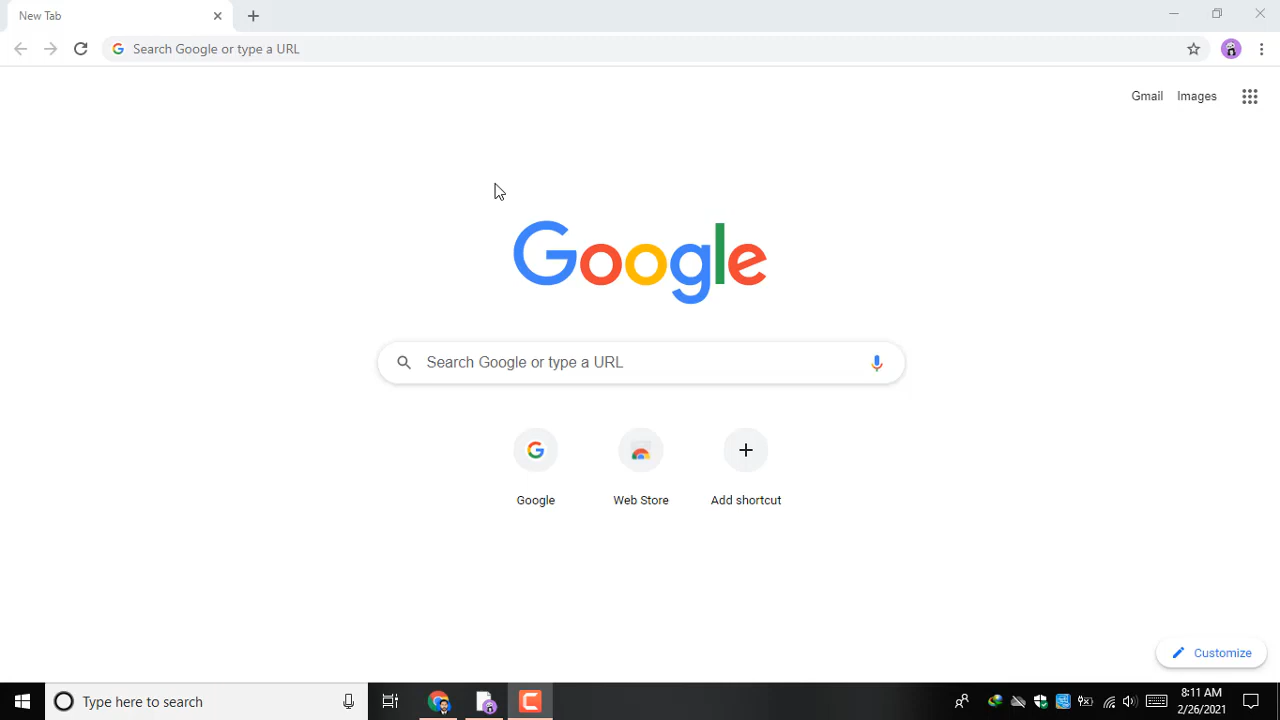 New Tab
Search Google or type a URL
Gmail Images
Google
Search Google or type a URL
Google Web Store Add shortcut
Customize
Type here to search
8:11 AM
2/26/2021